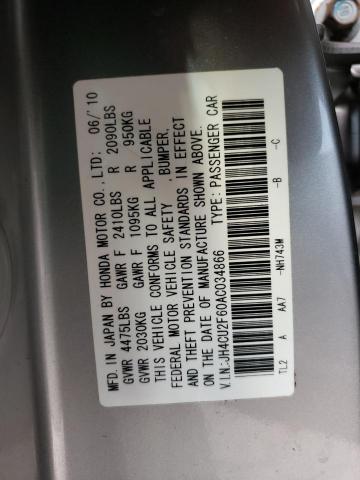 MFD. IN JAPAN BY HONDA MOTOR CO., LTD: 06/'10
GVWR 4475LBS GAWR F 2410LBS R 2090LBS
GVWR 2030KG GAWR F 1095KG R 950KG
THIS VEHICLE CONFORMS TO ALL APPLICABLE
FEDERAL MOTOR VEHICLE SAFETY , BUMPER,
AND THEFT PREVENTION STANDARDS IN EFFECT
ON THE DATE OF MANUFACTURE SHOWN ABOVE.
V.I.N.:JH4CU2F60AC034866 TYPE: PASSENGER CAR
TL2 A AA7 -NH743M -B -C